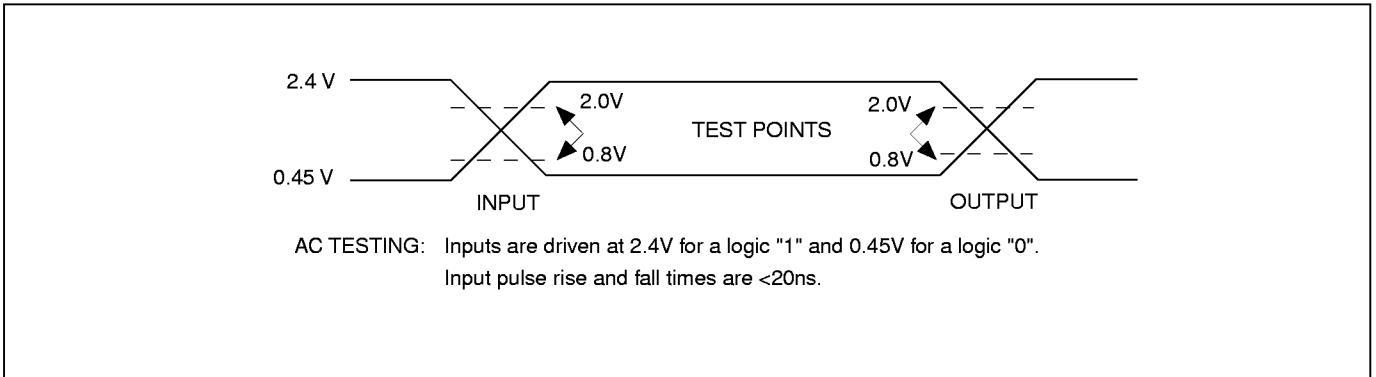 2.4 V
2.0V
0.8V
0.45 V
INPUT
TEST POINTS
2.0V
0.8V
OUTPUT
AC TESTING: Inputs are driven at 2.4V for a logic "1" and 0.45V for a logic "0".
Input pulse rise and fall times are <20ns.